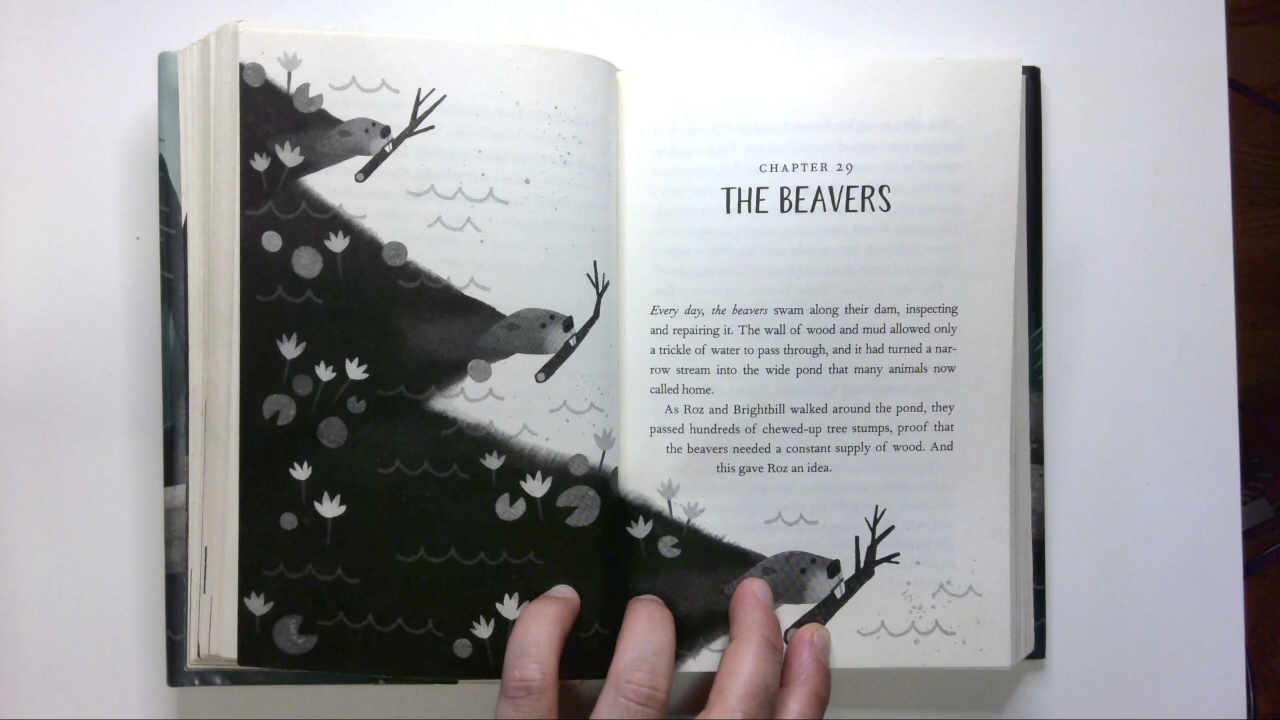 CHAPTER 29
THE BEAVERS
Every day, the beavers swam along their dam, inspecting
and repairing it. The wall of wood and mud allowed only
a trickle of water to pass through, and it had turned a nar-
row stream into the wide pond that many animals now
called home.
As Roz and Brightbill walked around the pond, they
passed hundreds of chewed-up tree stumps, proof that
the beavers needed a constant supply of wood. And
this gave Roz an idea.